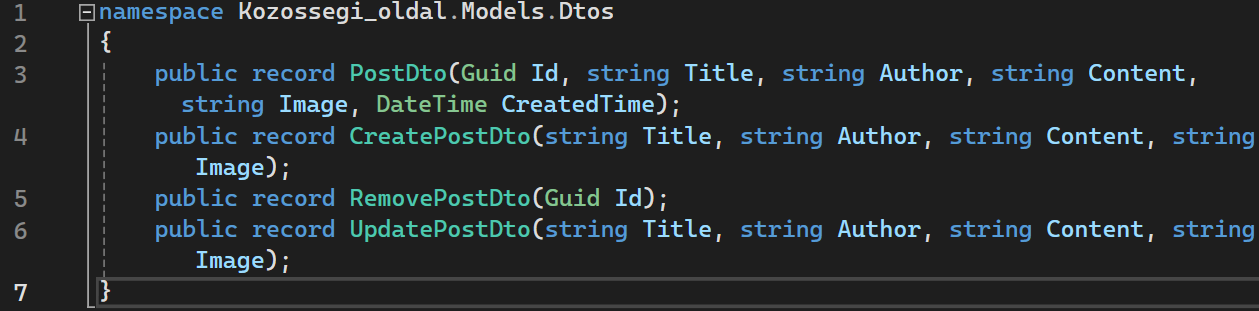 1 namespace Kozossegi_oldal.Models.Dtos
2 {
3 public record PostDto(Guid Id, string Title, string Author, string Content,
string Image, DateTime CreatedTime);
4 public record CreatePostDto(string Title, string Author, string Content, string
Image);
5 public record RemovePostDto(Guid Id);
6 public record UpdatePostDto(string Title, string Author, string Content, string
Image);
7 }